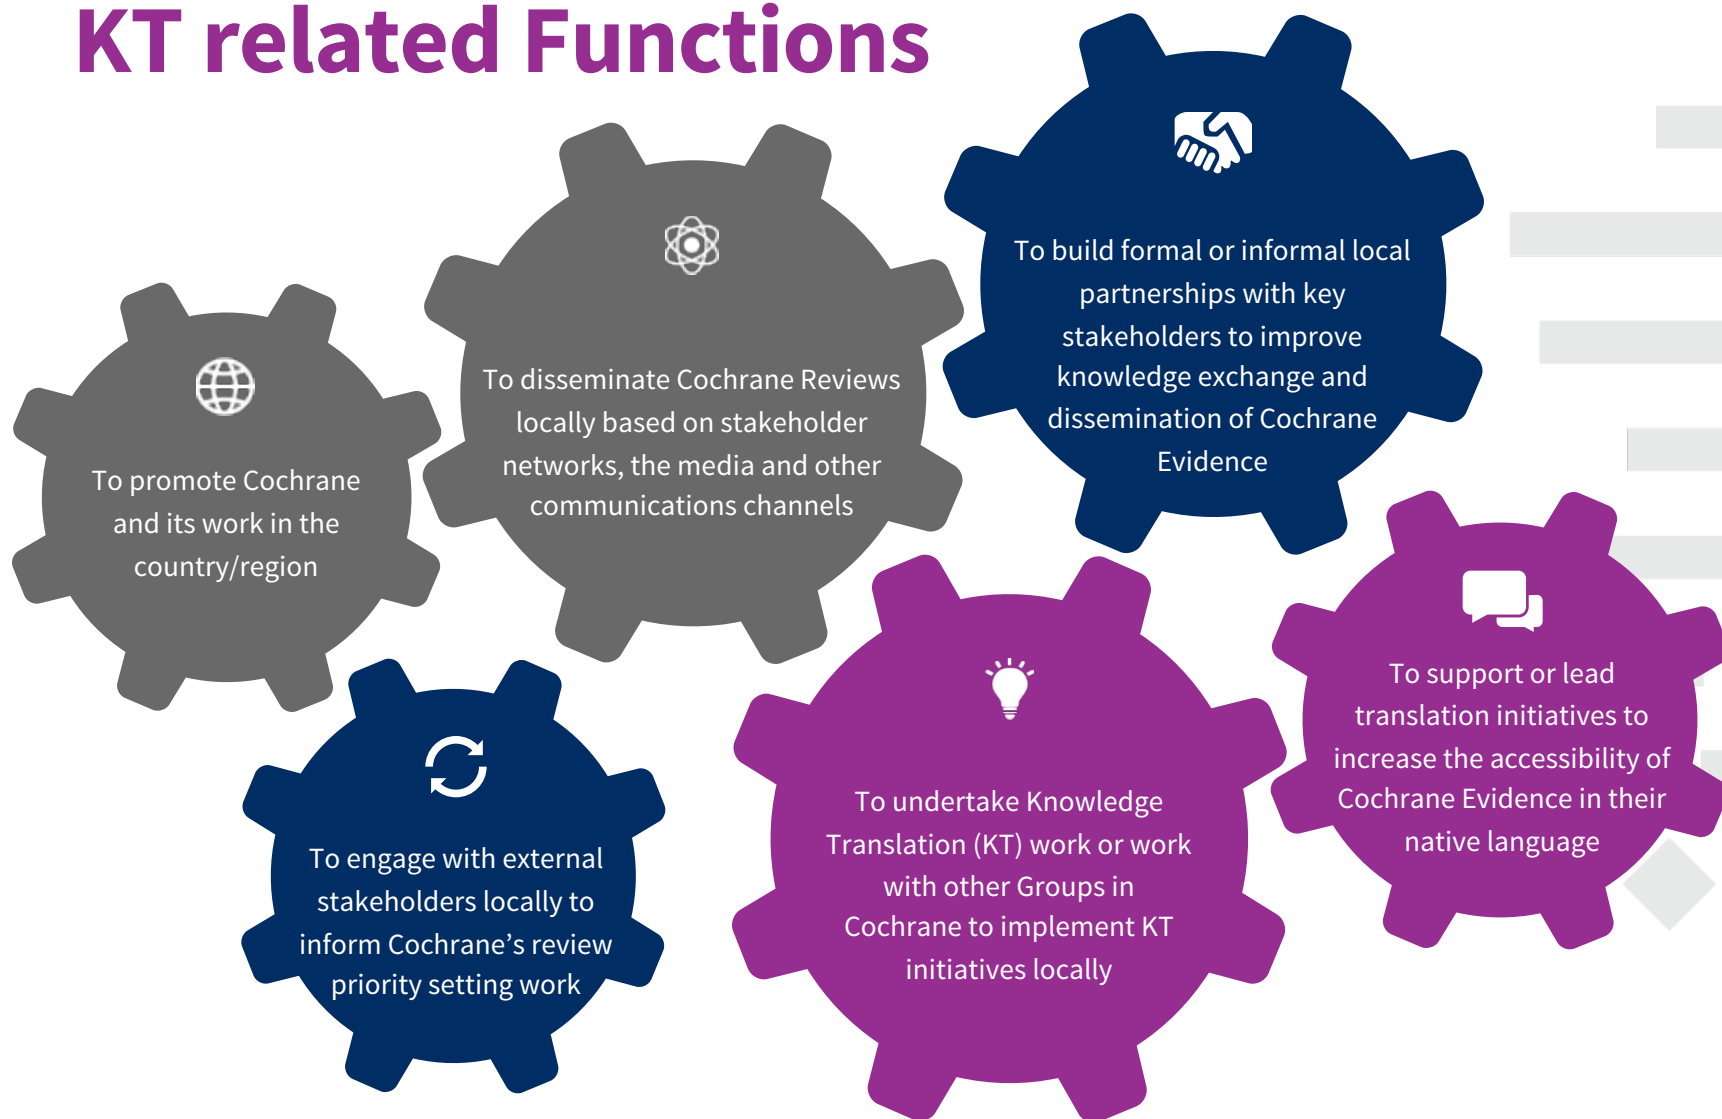 KT related Functions
To promote Cochrane
and its work in the
country/region
To disseminate Cochrane Reviews
locally based on stakeholder
networks, the media and other
communications channels
To build formal or informal local
partnerships with key
stakeholders to improve
knowledge exchange and
dissemination of Cochrane
Evidence
To engage with external
stakeholders locally to
inform Cochrane’s review
priority setting work
To undertake Knowledge
Translation (KT) work or work
with other Groups in
Cochrane to implement KT
initiatives locally
To support or lead
translation initiatives to
increase the accessibility of
Cochrane Evidence in their
native language